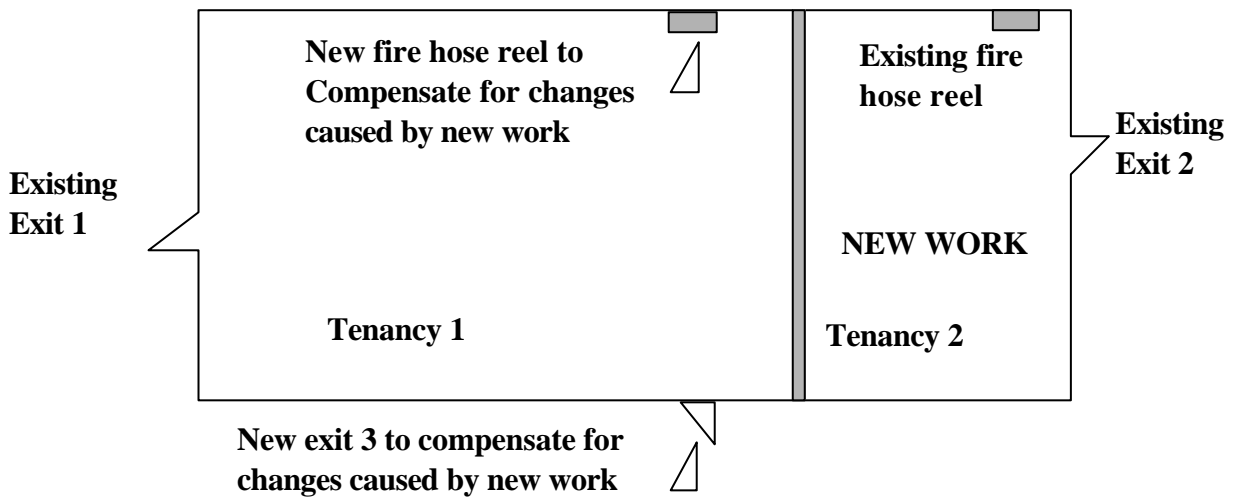 New fire hose reel to
Compensate for changes
caused by new work
Existing fire
hose reel
Existing
Exit 2
Existing
Exit 1
NEW WORK
Tenancy 1
Tenancy 2
New exit 3 to compensate for
changes caused by new work